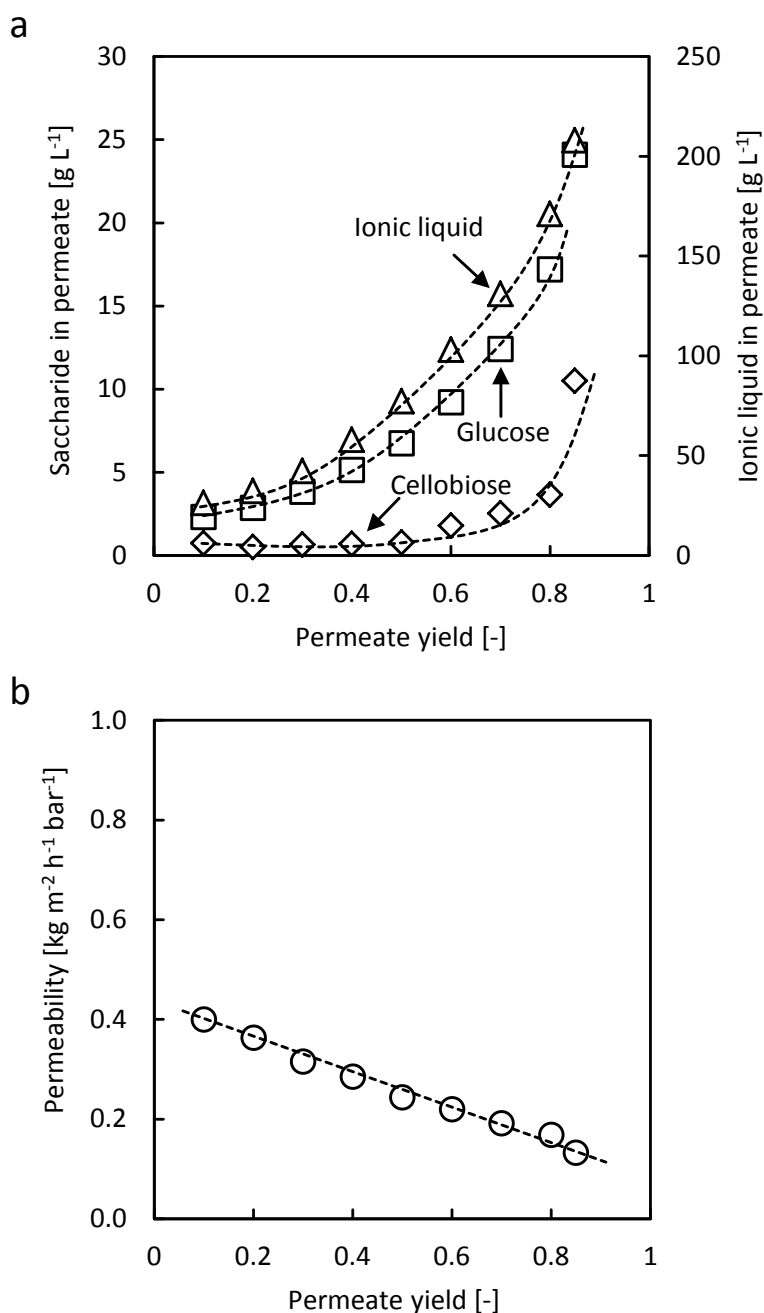 a
30
25
20
15
10
5
0
Saccharide in permeate [g L⁻¹]
250
200
150
100
50
0
Ionic liquid in permeate [g L⁻¹]
Ionic liquid
Glucose
Cellobiose
0 0.2 0.4 0.6 0.8 1
Permeate yield [-]
b
1.0
0.8
0.6
0.4
0.2
0.0
Permeability [kg m⁻² h⁻¹ bar⁻¹]
0 0.2 0.4 0.6 0.8 1
Permeate yield [-]